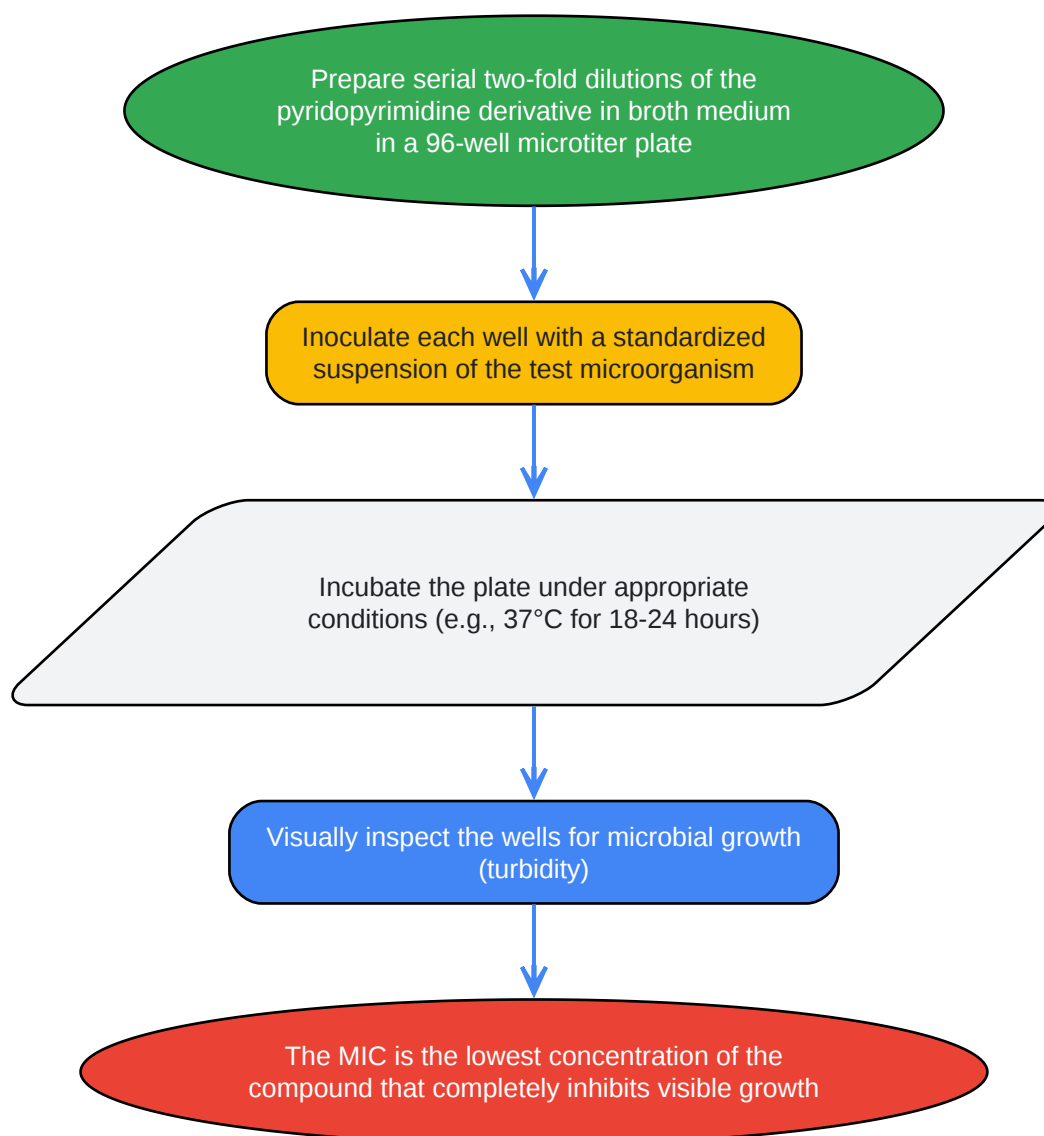 Prepare serial two-fold dilutions of the
pyridopyrimidine derivative in broth medium
in a 96-well microtiter plate
Inoculate each well with a standardized
suspension of the test microorganism
Incubate the plate under appropriate
conditions (e.g., 37°C for 18-24 hours)
Visually inspect the wells for microbial growth
(turbidity)
The MIC is the lowest concentration of the
compound that completely inhibits visible growth